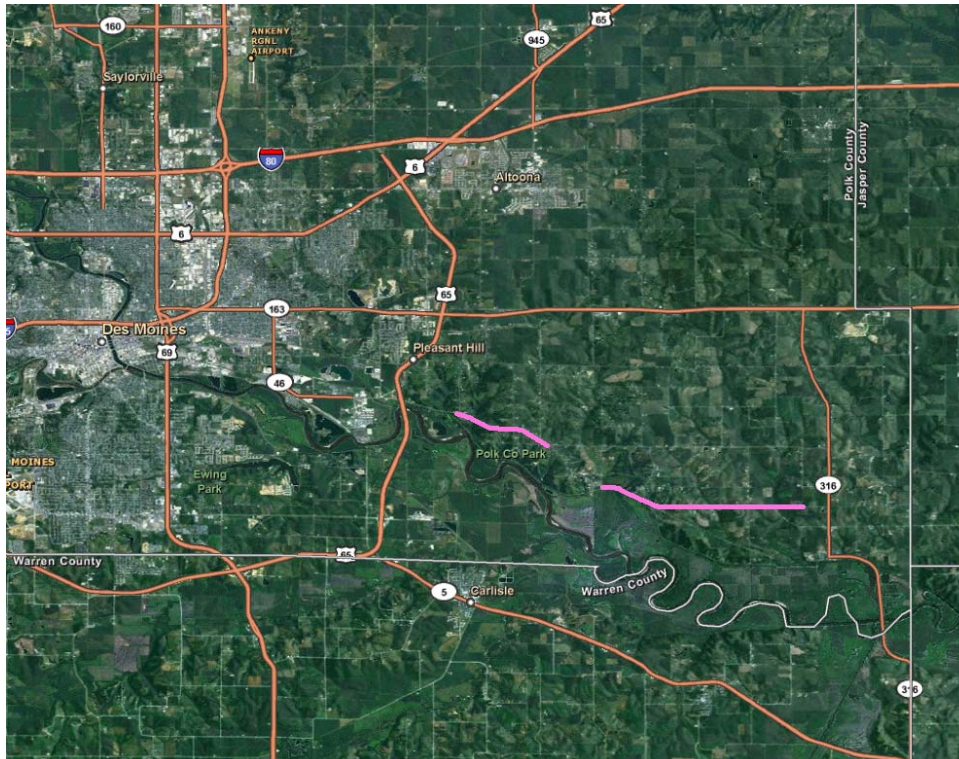 65
160
ANKENY
RGNL
AIRPORT
945
Saylorville
80
6
Altoona
Polk County
Jasper County
6
65
163
Des Moines
69
Pleasant Hill
46
Polk Co Park
MOINES
Ewing
Park
316
65
Warren County
Warren County
5
Carlisle
316